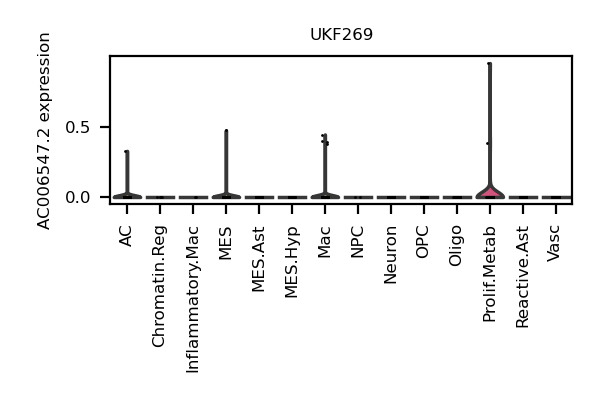 UKF269
AC006547.2 expression
0.5
0.0
AC
Chromatin.Reg
Inflammatory.Mac
MES
MES.Ast
MES.Hyp
Mac
NPC
Neuron
OPC
Oligo
Prolif.Metab
Reactive.Ast
Vasc